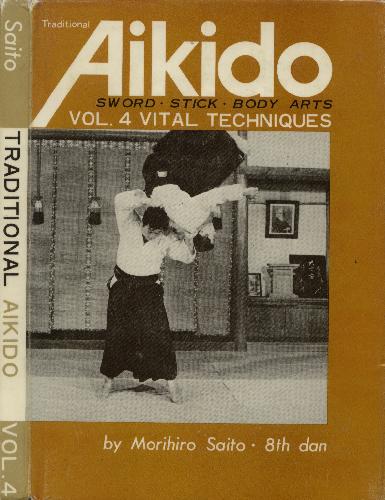 Saito
TRADITIONAL AIKIDO
VOL.4
Traditional
Aikido
SWORD · STICK · BODY ARTS
VOL. 4 VITAL TECHNIQUES
by Morihiro Saito · 8th dan